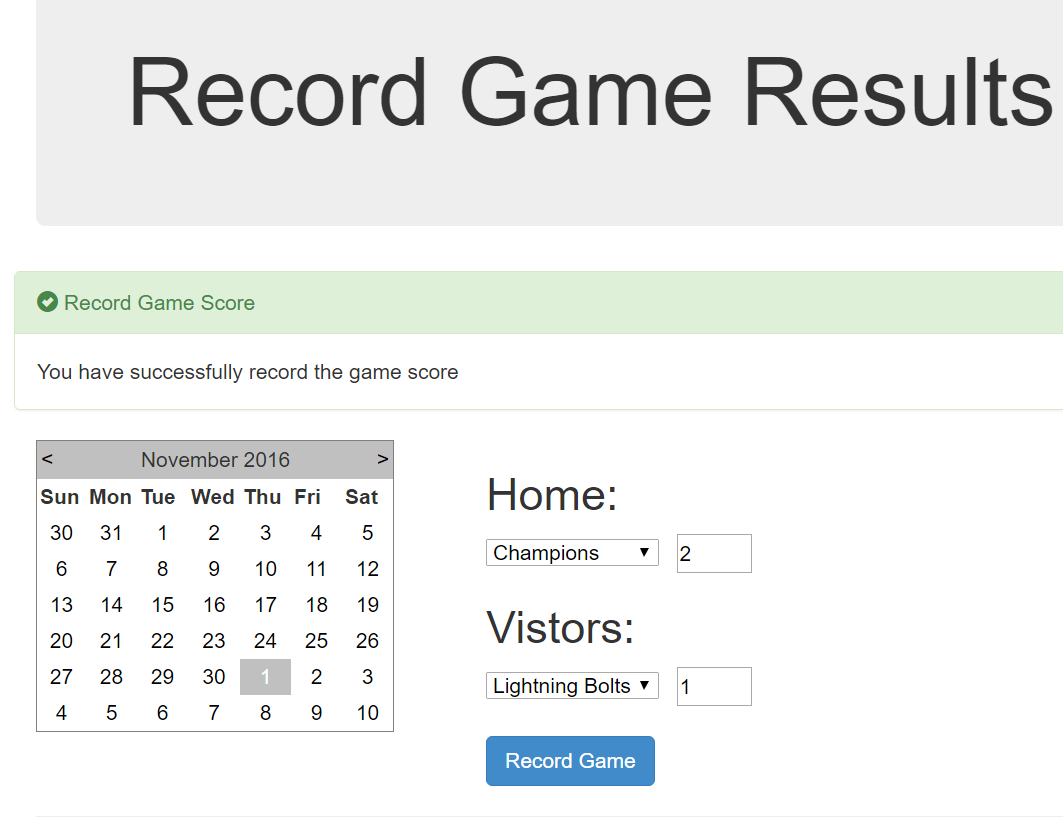 Record Game Results
Record Game Score
You have successfully record the game score
< November 2016 >
Sun Mon Tue Wed Thu Fri Sat
30 31 1 2 3 4 5
6 7 8 9 10 11 12
13 14 15 16 17 18 19
20 21 22 23 24 25 26
27 28 29 30 1 2 3
4 5 6 7 8 9 10
Home:
Champions 2
Vistors:
Lightning Bolts 1
Record Game